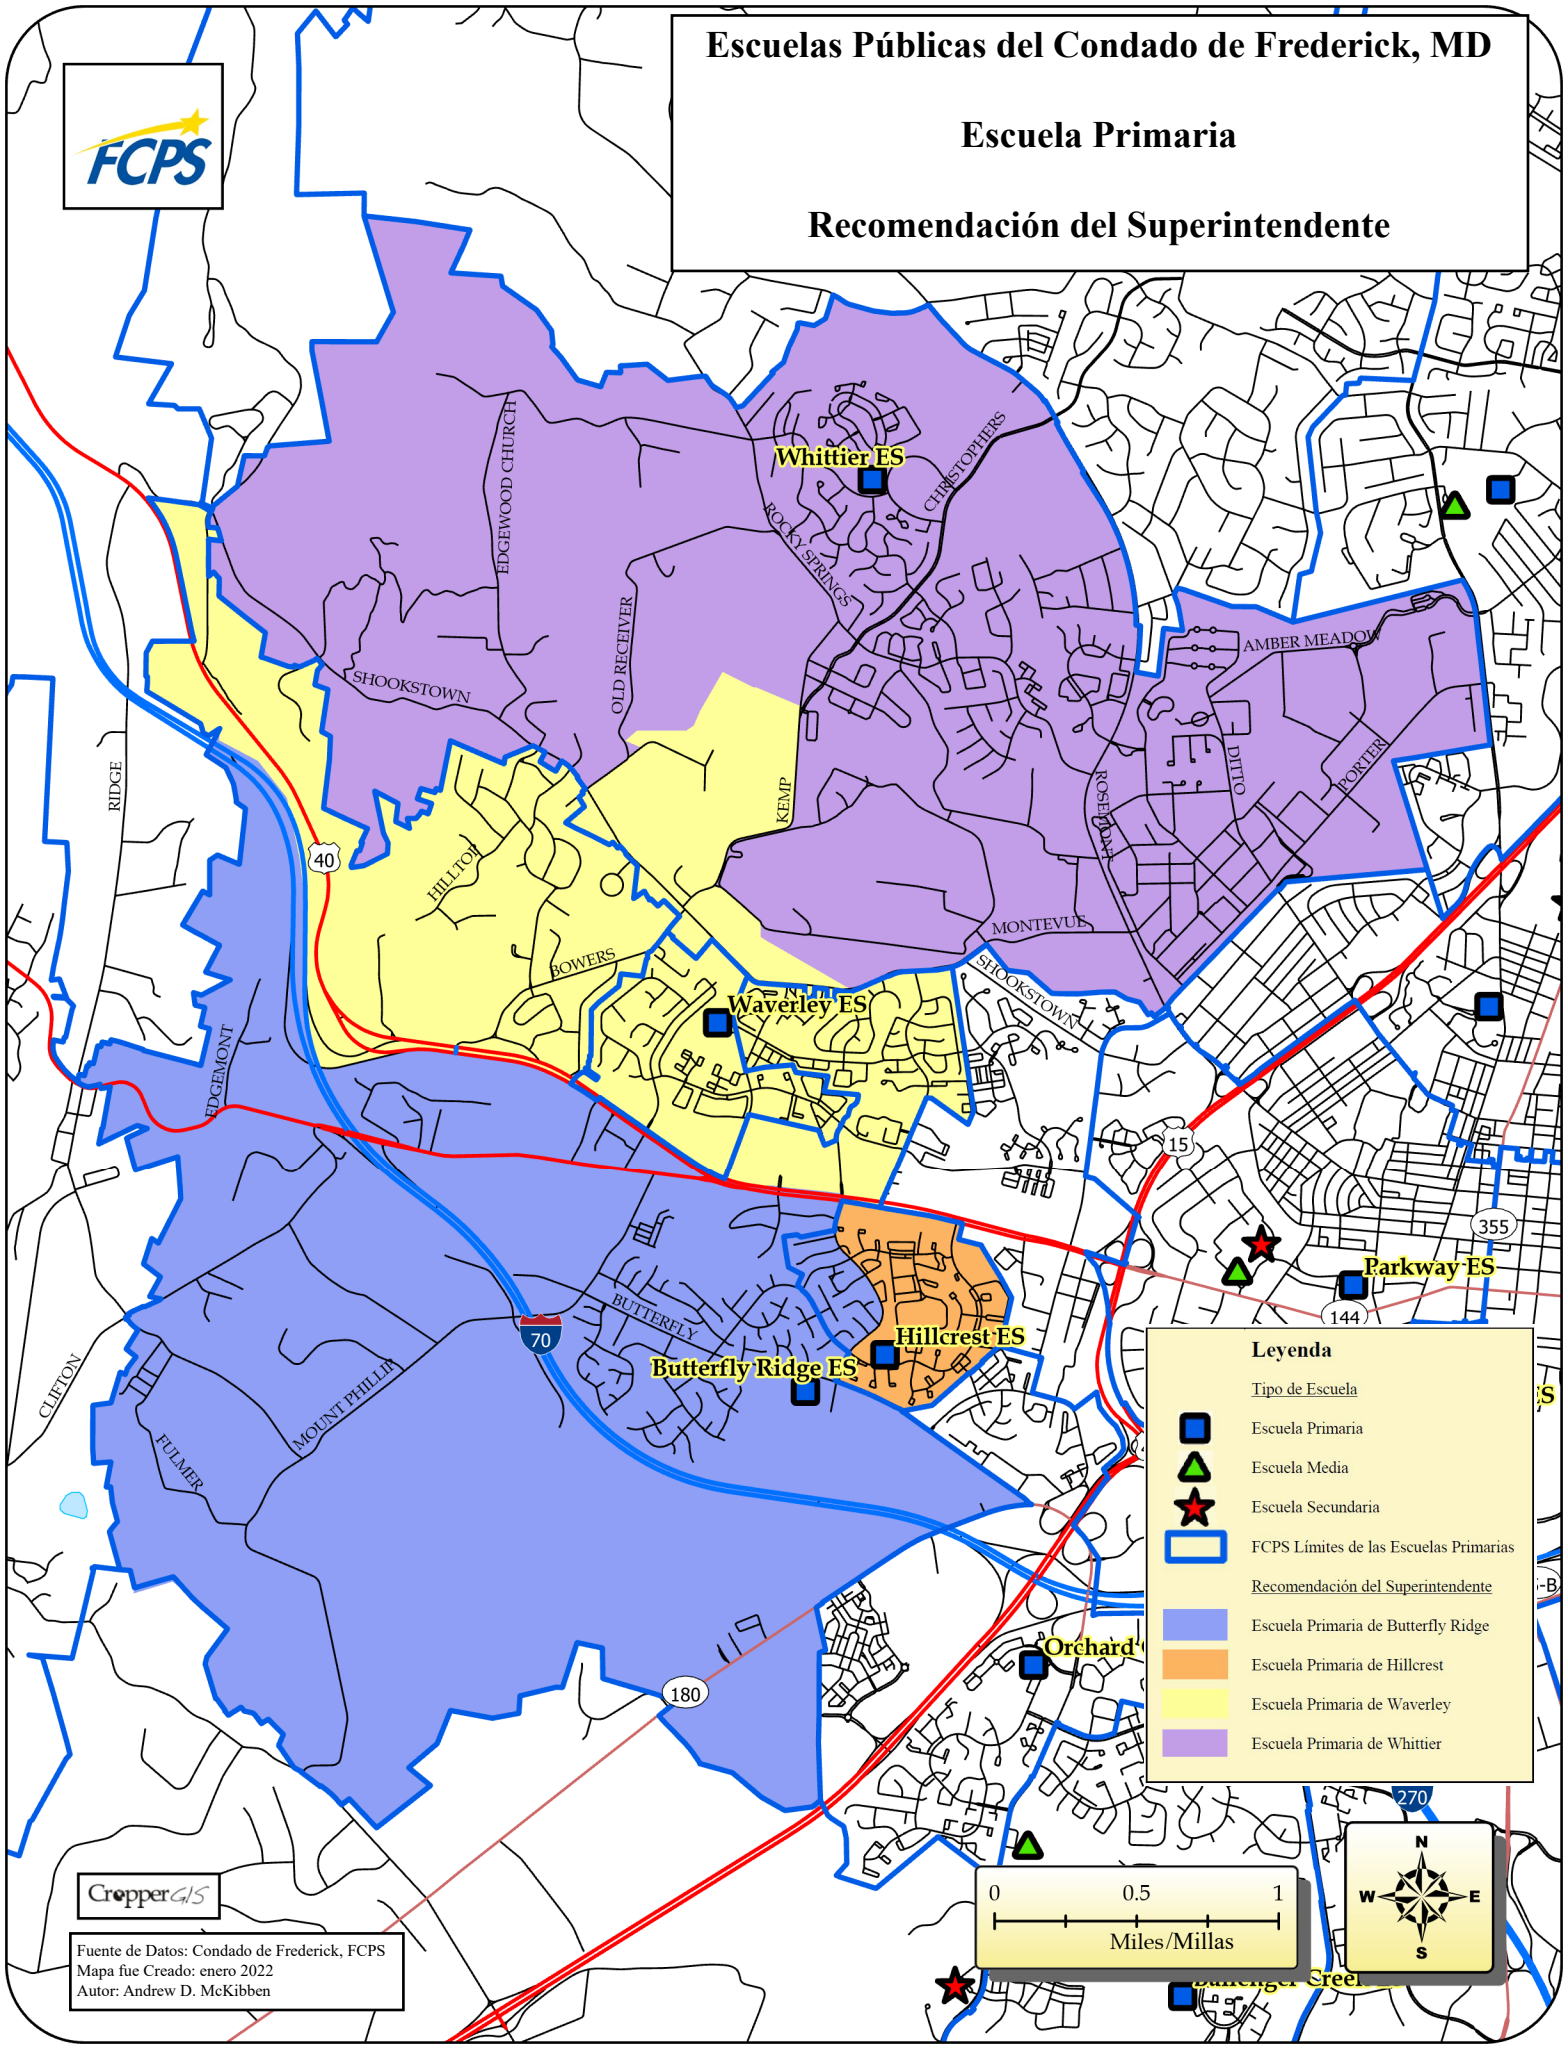 Escuelas Públicas del Condado de Frederick, MD
Escuela Primaria
Recomendación del Superintendente
FCPS
Whittier ES
CHRISTOPHERS
EDGEWOOD CHURCH
ROCKY SPRINGS
OLD RECEIVER
SHOOKSTOWN
AMBER MEADOW
RIDGE
KEMP
ROSEMONT
DITTO
PORTER
40
HILLTOP
BOWERS
MONTEVUE
SHOOKSTOWN
Waverley ES
EDGEMONT
15
355
Parkway ES
144
BUTTERFLY
70
Hillcrest ES
Butterfly Ridge ES
CLIFTON
MOUNT PHILLIP
FULMER
ES
-B
Orchard
180
270
Leyenda
Tipo de Escuela
Escuela Primaria
Escuela Media
Escuela Secundaria
FCPS Límites de las Escuelas Primarias
Recomendación del Superintendente
Escuela Primaria de Butterfly Ridge
Escuela Primaria de Hillcrest
Escuela Primaria de Waverley
Escuela Primaria de Whittier
N
W E
S
0 0.5 1
Miles/Millas
Ballenger Creek
CropperGIS
Fuente de Datos: Condado de Frederick, FCPS
Mapa fue Creado: enero 2022
Autor: Andrew D. McKibben